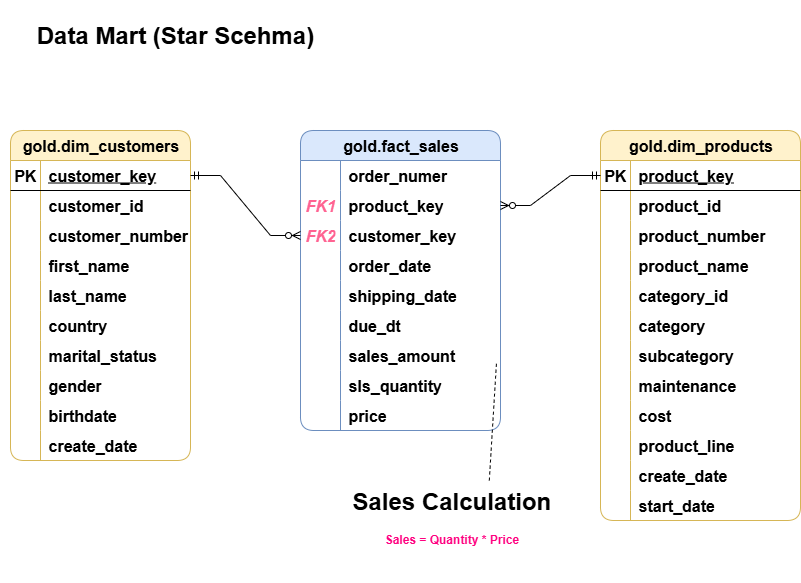 Data Mart (Star Scehma)
gold.dim_customers
PK customer_key
customer_id
customer_number
first_name
last_name
country
marital_status
gender
birthdate
create_date
gold.fact_sales
order_numer
FK1 product_key
FK2 customer_key
order_date
shipping_date
due_dt
sales_amount
sls_quantity
price
gold.dim_products
PK product_key
product_id
product_number
product_name
category_id
category
subcategory
maintenance
cost
product_line
create_date
start_date
Sales Calculation
Sales = Quantity * Price